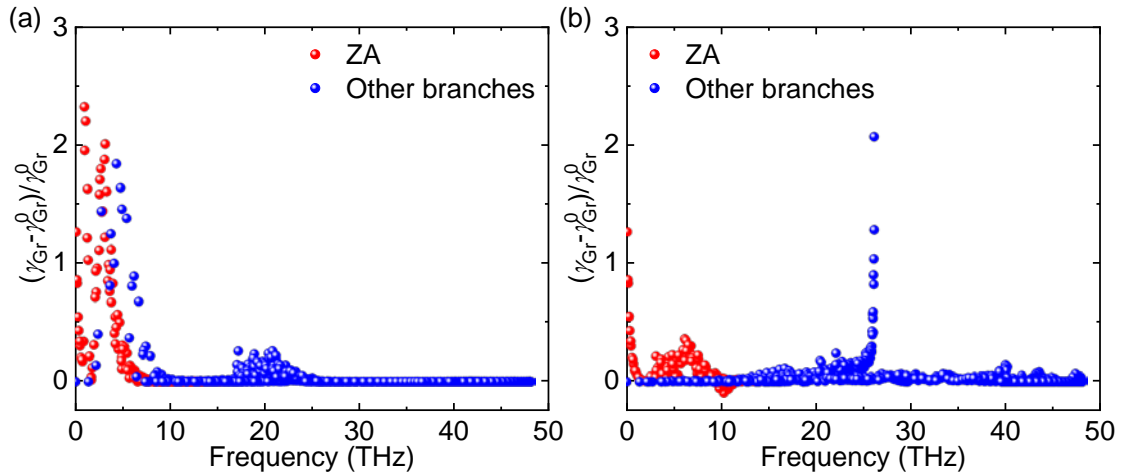 (a)
3
2
1
0
(γGr-γ⁰Gr)/γ⁰Gr
ZA
Other branches
0 10 20 30 40 50
Frequency (THz)
(b)
3
2
1
0
(γGr-γ⁰Gr)/γ⁰Gr
ZA
Other branches
0 10 20 30 40 50
Frequency (THz)